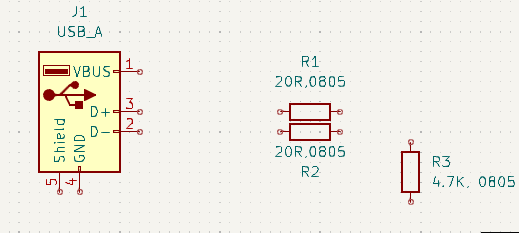 J1
USB_A
VBUS 1
D+ 3
D- 2
Shield
GND
5
4
R1
20R,0805
20R,0805
R2
R3
4.7K, 0805